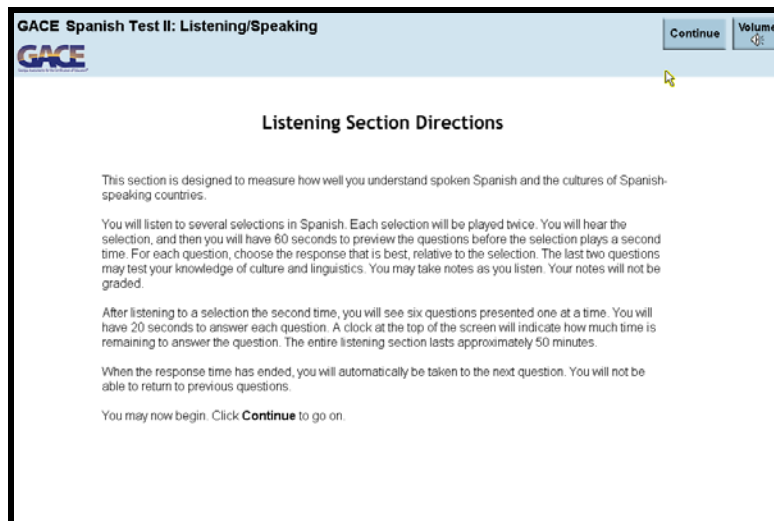 GACE Spanish Test II: Listening/Speaking
Continue
Volume
GACE
Listening Section Directions
This section is designed to measure how well you understand spoken Spanish and the cultures of Spanish-
speaking countries.
You will listen to several selections in Spanish. Each selection will be played twice. You will hear the
selection, and then you will have 60 seconds to preview the questions before the selection plays a second
time. For each question, choose the response that is best, relative to the selection. The last two questions
may test your knowledge of culture and linguistics. You may take notes as you listen. Your notes will not be
graded.
After listening to a selection the second time, you will see six questions presented one at a time. You will
have 20 seconds to answer each question. A clock at the top of the screen will indicate how much time is
remaining to answer the question. The entire listening section lasts approximately 50 minutes.
When the response time has ended, you will automatically be taken to the next question. You will not be
able to return to previous questions.
You may now begin. Click Continue to go on.